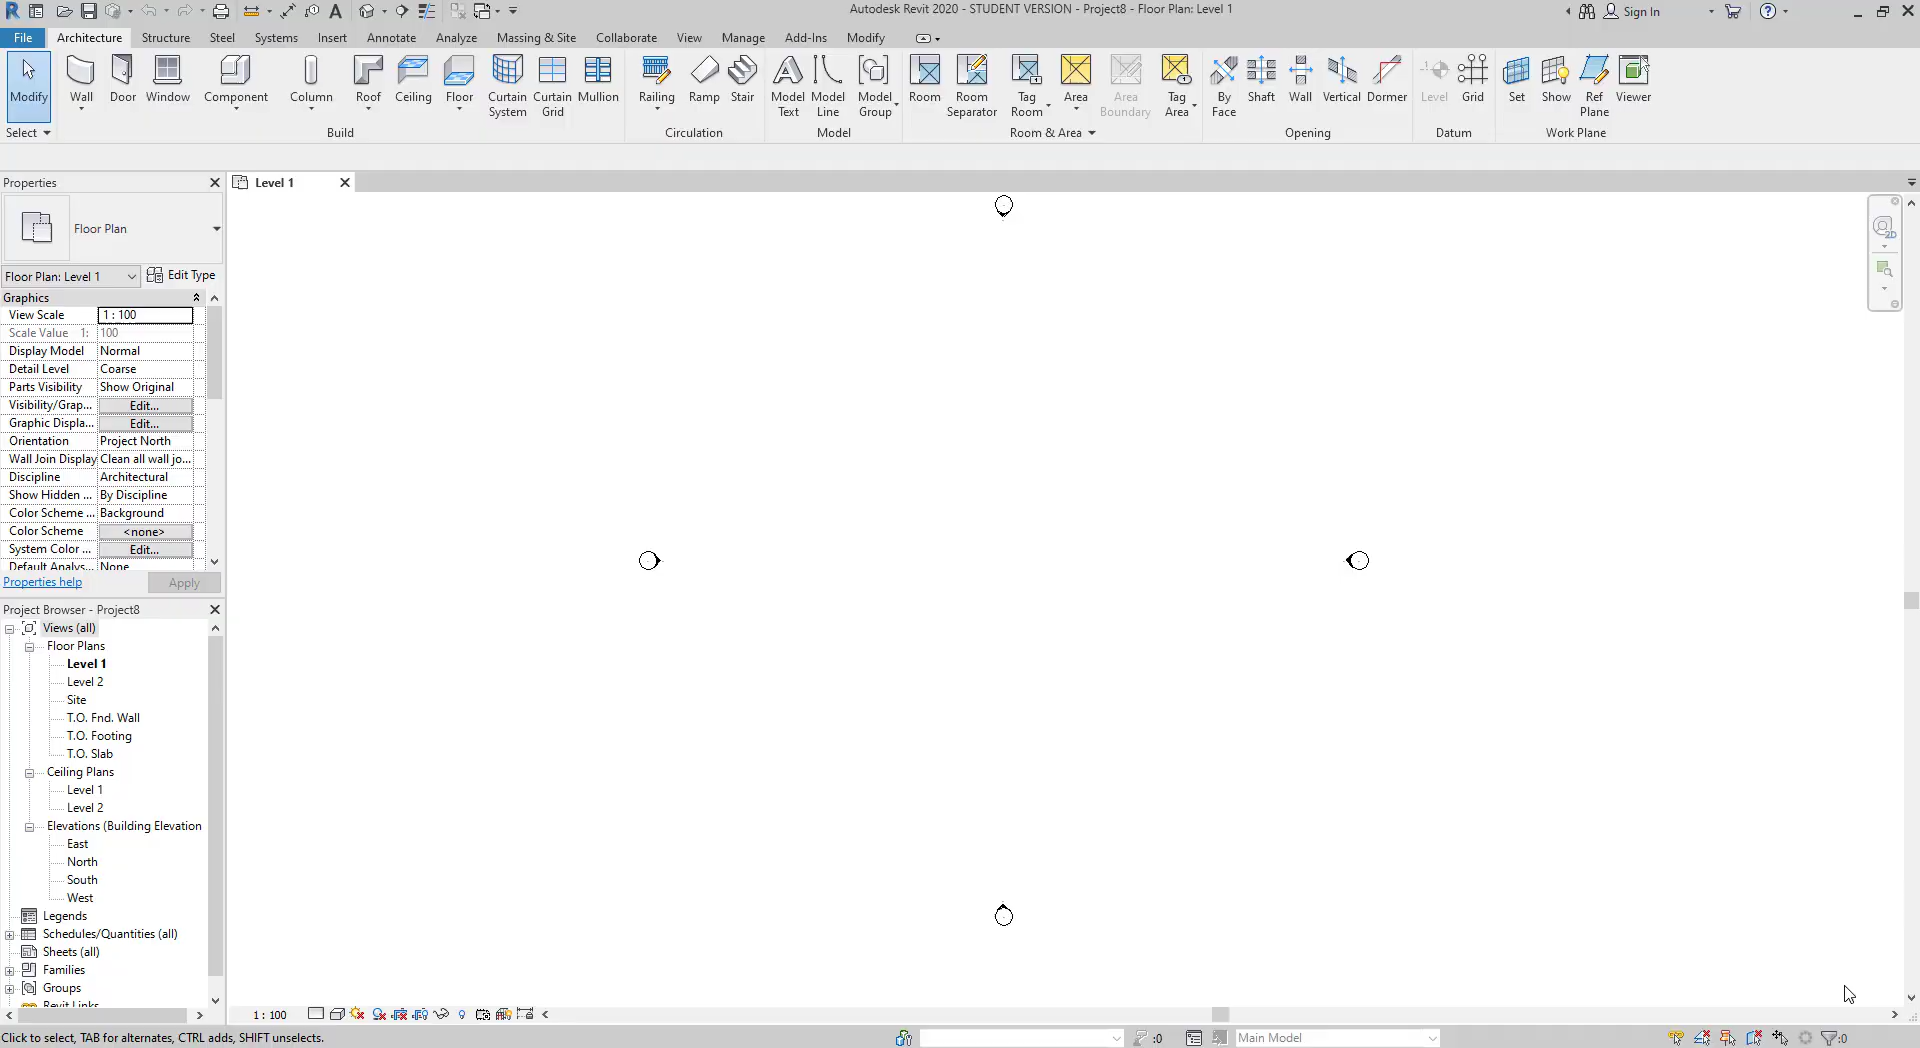 Autodesk Revit 2020 - STUDENT VERSION - Project8 - Floor Plan: Level 1
Sign In
File Architecture Structure Steel Systems Insert Annotate Analyze Massing & Site Collaborate View Manage Add-Ins Modify
Modify Wall Door Window Component Column Roof Ceiling Floor Curtain System Curtain Grid Mullion Railing Ramp Stair Model Text Model Line Model Group Room Room Separator Tag Room Area Area Boundary Tag Area By Face Shaft Wall Vertical Dormer Level Grid Set Show Ref Plane Viewer
Select Build Circulation Model Room & Area Opening Datum Work Plane
Properties
Level 1
Floor Plan
Floor Plan: Level 1 Edit Type
Graphics
View Scale 1 : 100
Scale Value 1: 100
Display Model Normal
Detail Level Coarse
Parts Visibility Show Original
Visibility/Grap... Edit...
Graphic Displa... Edit...
Orientation Project North
Wall Join Display Clean all wall jo...
Discipline Architectural
Show Hidden ... By Discipline
Color Scheme ... Background
Color Scheme <none>
System Color ... Edit...
Default Analys... None
Properties help Apply
Project Browser - Project8
Views (all)
Floor Plans
Level 1
Level 2
Site
T.O. Fnd. Wall
T.O. Footing
T.O. Slab
Ceiling Plans
Level 1
Level 2
Elevations (Building Elevation
East
North
South
West
Legends
Schedules/Quantities (all)
Sheets (all)
Families
Groups
Revit Links
2D
1 : 100
Click to select, TAB for alternates, CTRL adds, SHIFT unselects.
:0
Main Model
:0